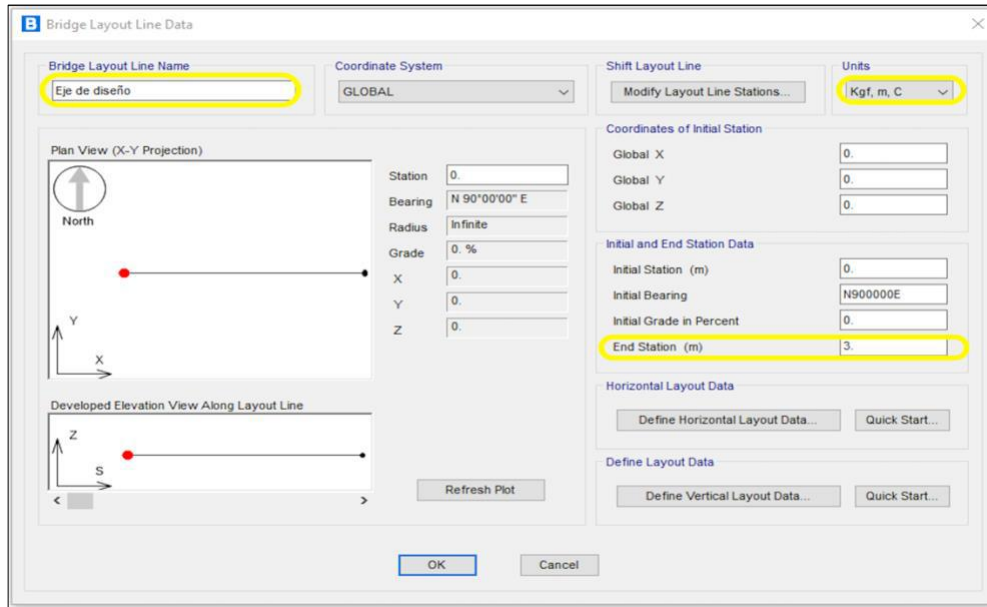 B Bridge Layout Line Data
Bridge Layout Line Name
Eje de diseño
Coordinate System
GLOBAL
Shift Layout Line
Modify Layout Line Stations...
Units
Kgf, m, C
Plan View (X-Y Projection)
North
Y
X
Station 0.
Bearing N 90°00'00" E
Radius Infinite
Grade 0. %
X 0.
Y 0.
Z 0.
Coordinates of Initial Station
Global X 0.
Global Y 0.
Global Z 0.
Initial and End Station Data
Initial Station (m) 0.
Initial Bearing N900000E
Initial Grade in Percent 0.
End Station (m) 3.
Developed Elevation View Along Layout Line
Z
S
Refresh Plot
Horizontal Layout Data
Define Horizontal Layout Data... Quick Start...
Define Layout Data
Define Vertical Layout Data... Quick Start...
OK Cancel